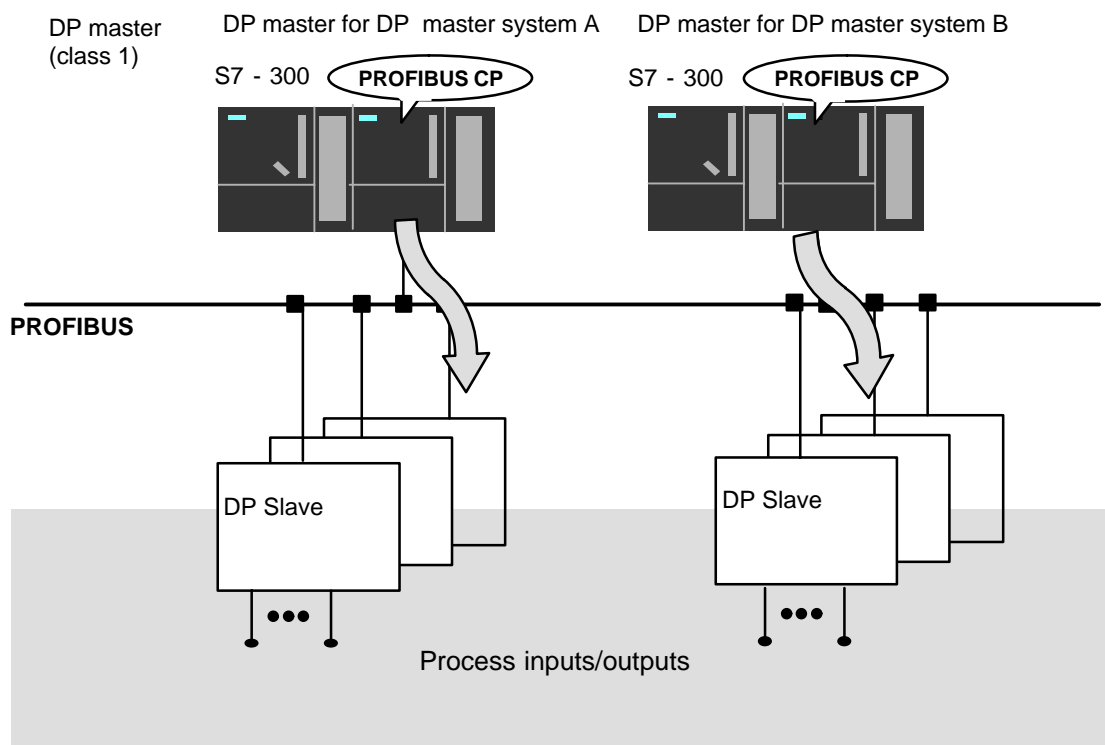 DP master
(class 1)
DP master for DP master system A
DP master for DP master system B
S7 - 300
PROFIBUS CP
S7 - 300
PROFIBUS CP
PROFIBUS
DP Slave
DP Slave
Process inputs/outputs